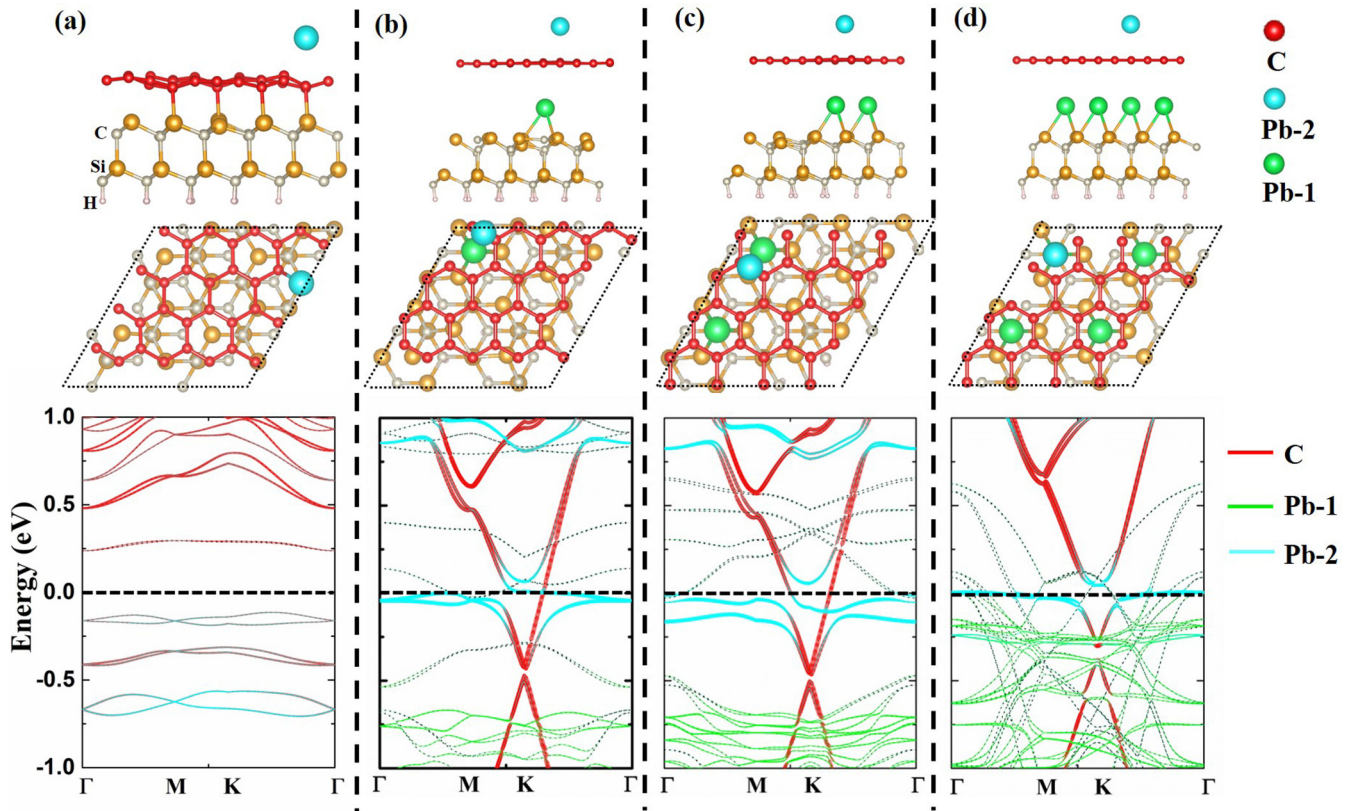 (a)
(b)
(c)
(d)
C
Si
H
C
Pb-2
Pb-1
Energy (eV)
1.0
0.5
0.0
-0.5
-1.0
Γ M K Γ
Γ M K Γ
Γ M K Γ
Γ M K Γ
C
Pb-1
Pb-2